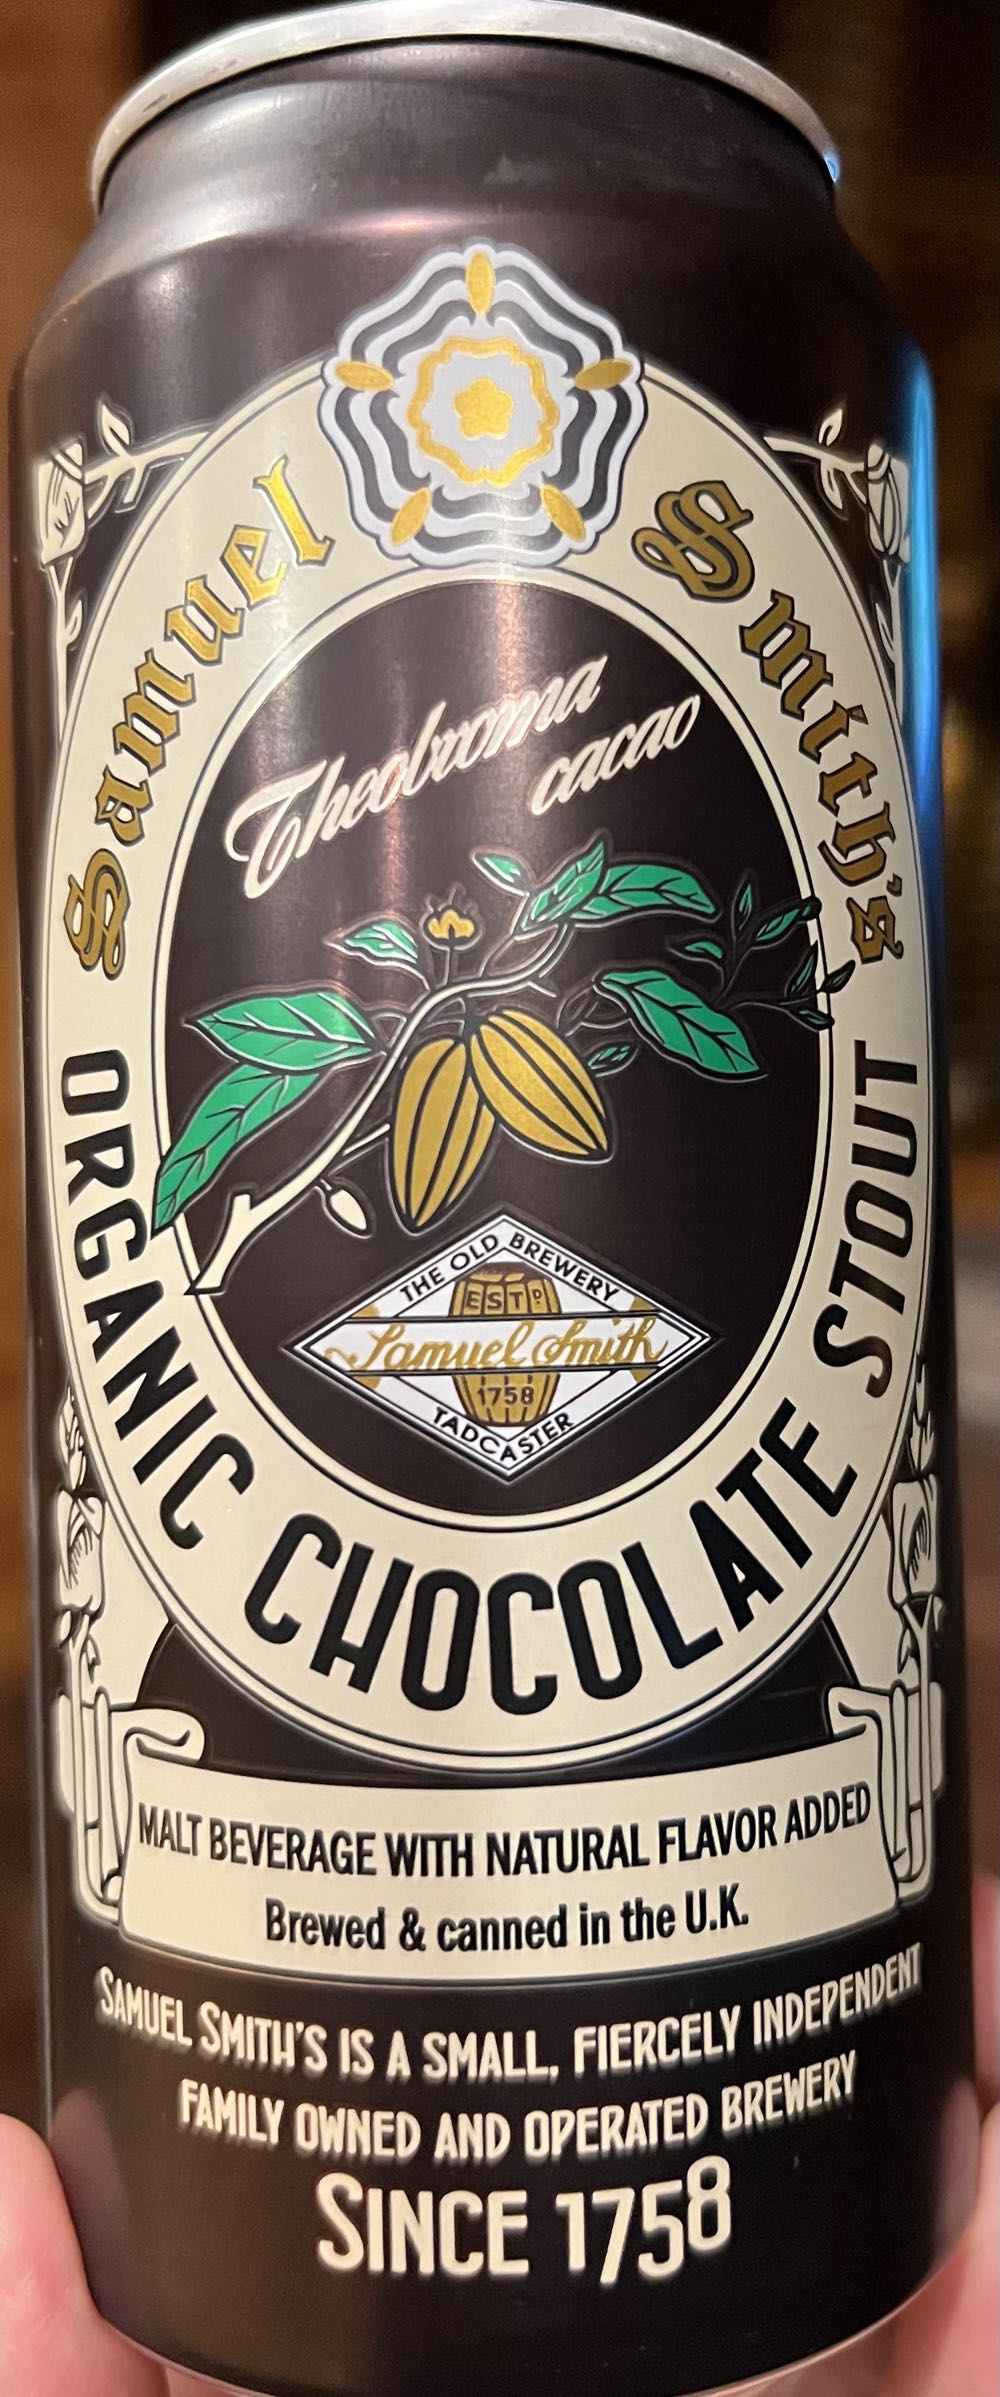 Samuel Smith's
Theobroma
cacao
THE OLD BREWERY
ESTD
Samuel Smith
1758
TADCASTER
ORGANIC CHOCOLATE STOUT
MALT BEVERAGE WITH NATURAL FLAVOR ADDED
Brewed & canned in the U.K.
SAMUEL SMITH'S IS A SMALL, FIERCELY INDEPENDENT
FAMILY OWNED AND OPERATED BREWERY
SINCE 1758